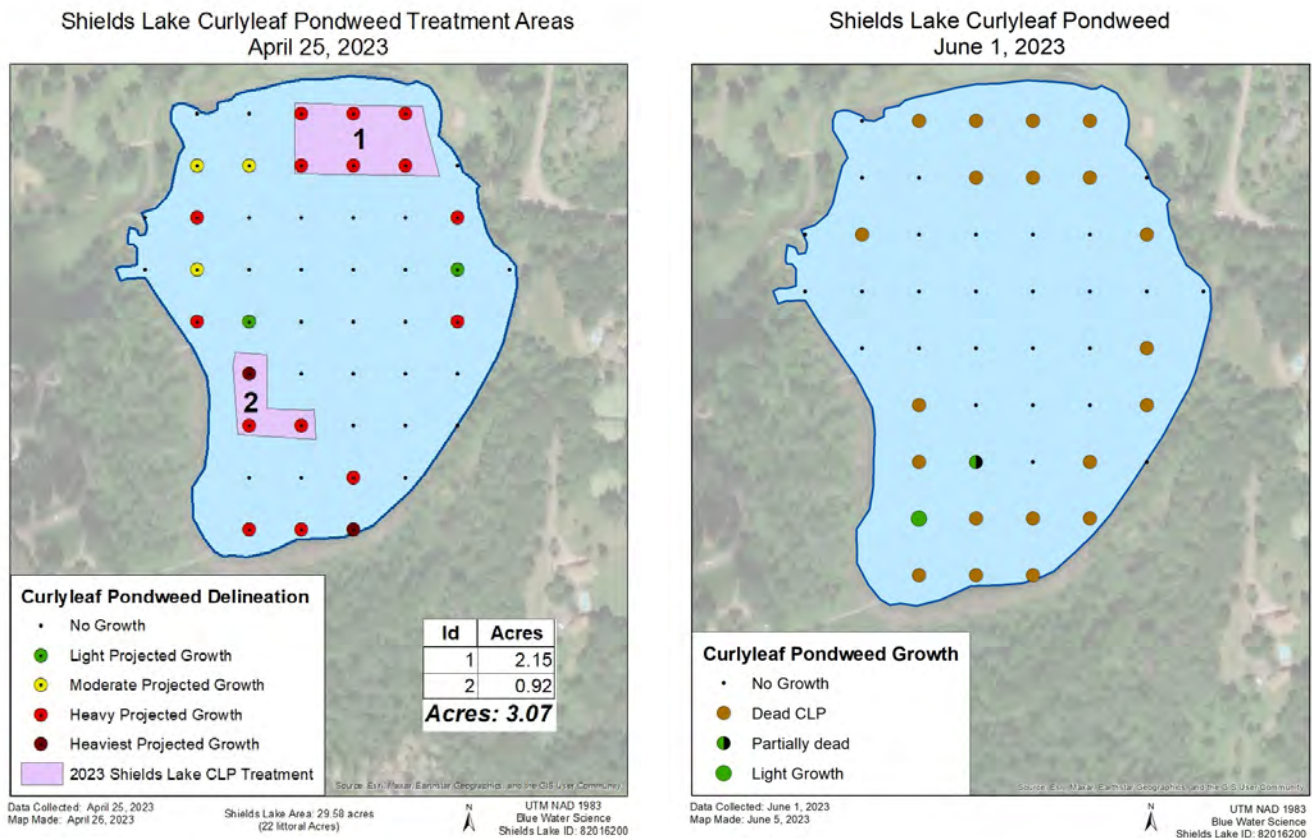 Shields Lake Curlyleaf Pondweed Treatment Areas
April 25, 2023
1
2
Curlyleaf Pondweed Delineation
No Growth
Light Projected Growth
Moderate Projected Growth
Heavy Projected Growth
Heaviest Projected Growth
2023 Shields Lake CLP Treatment
Id Acres
1 2.15
2 0.92
Acres: 3.07
Source: Esri, Maxar, Earthstar Geographics, and the GIS User Community
Data Collected: April 25, 2023
Map Made: April 26, 2023
Shields Lake Area: 29.58 acres
(22 littoral Acres)
N
UTM NAD 1983
Blue Water Science
Shields Lake ID: 82016200
Shields Lake Curlyleaf Pondweed
June 1, 2023
Curlyleaf Pondweed Growth
No Growth
Dead CLP
Partially dead
Light Growth
Source: Esri, Maxar, Earthstar Geographics, and the GIS User Community
Data Collected: June 1, 2023
Map Made: June 5, 2023
N
UTM NAD 1983
Blue Water Science
Shields Lake ID: 82016200